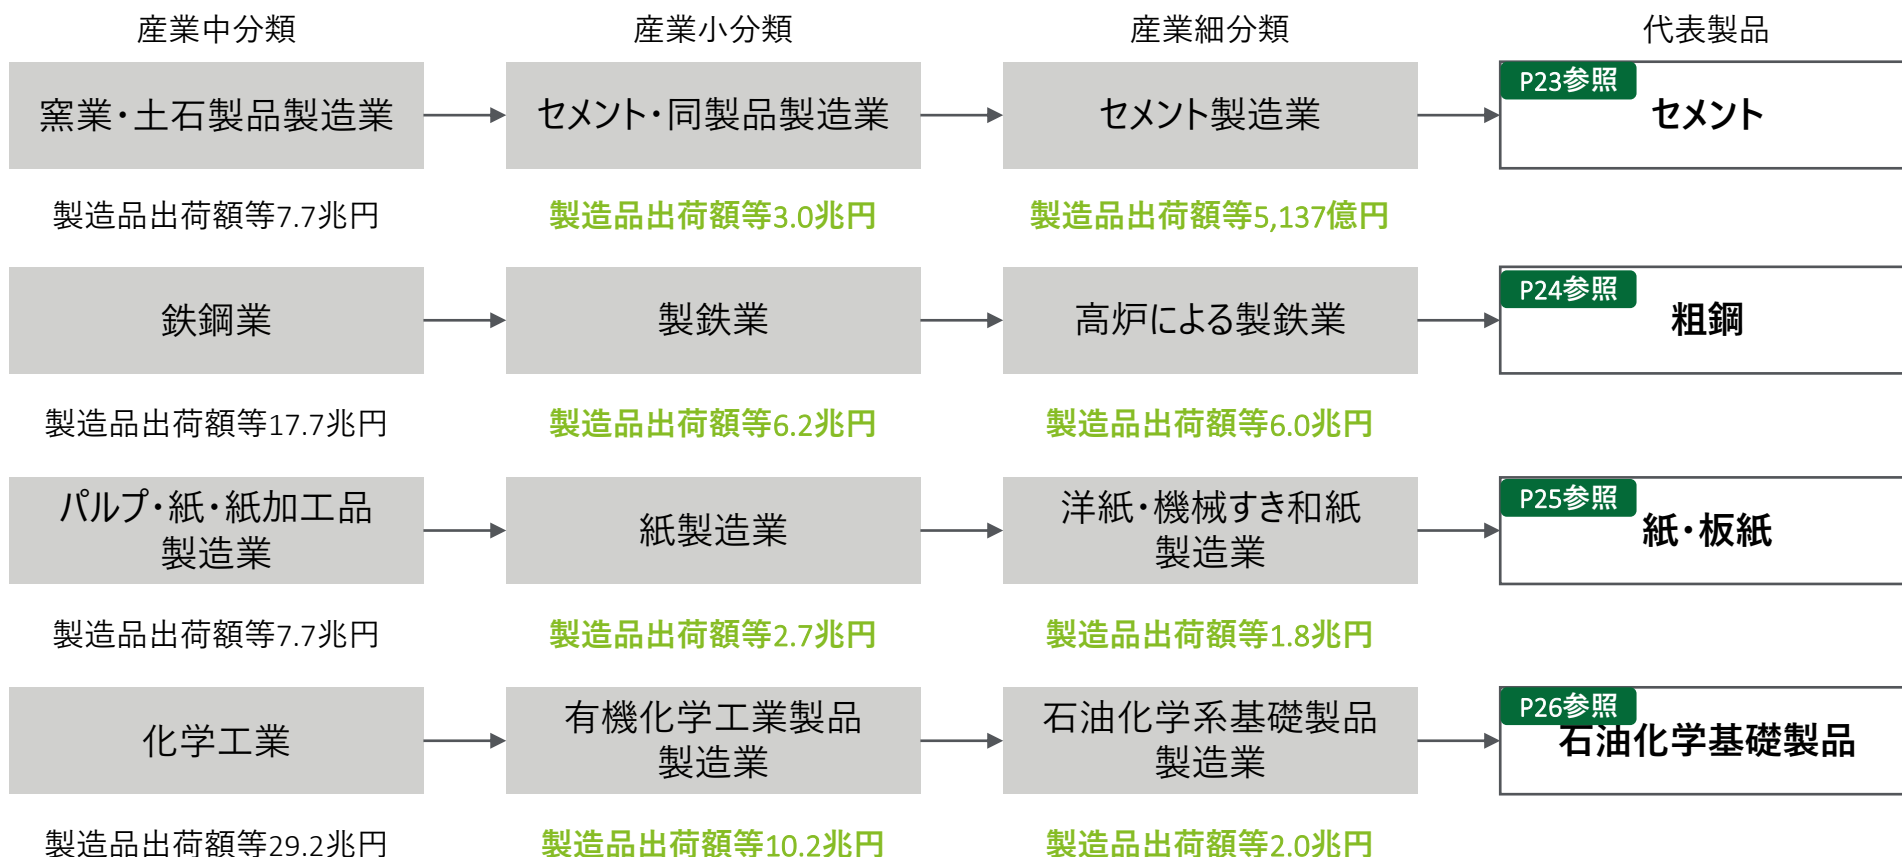 産業中分類
産業小分類
産業細分類
代表製品
窯業・土石製品製造業
セメント・同製品製造業
セメント製造業
P23参照
セメント
製造品出荷額等7.7兆円
製造品出荷額等3.0兆円
製造品出荷額等5,137億円
鉄鋼業
製鉄業
高炉による製鉄業
P24参照
粗鋼
製造品出荷額等17.7兆円
製造品出荷額等6.2兆円
製造品出荷額等6.0兆円
パルプ・紙・紙加工品
製造業
紙製造業
洋紙・機械すき和紙
製造業
P25参照
紙・板紙
製造品出荷額等7.7兆円
製造品出荷額等2.7兆円
製造品出荷額等1.8兆円
化学工業
有機化学工業製品
製造業
石油化学系基礎製品
製造業
P26参照
石油化学基礎製品
製造品出荷額等29.2兆円
製造品出荷額等10.2兆円
製造品出荷額等2.0兆円